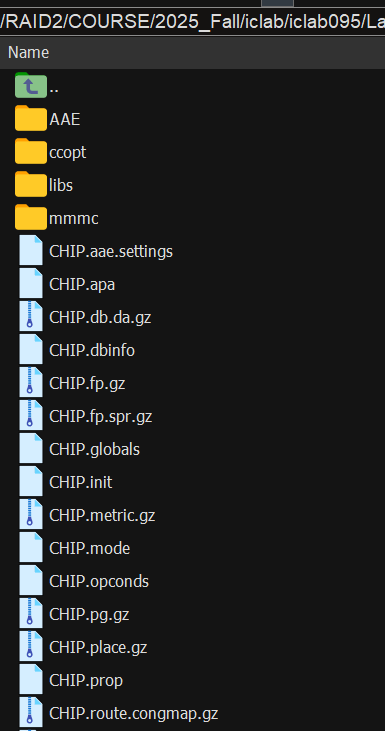 /RAID2/COURSE/2025_Fall/iclab/iclab095/La
Name
..
AAE
ccopt
libs
mmmc
CHIP.aae.settings
CHIP.apa
CHIP.db.da.gz
CHIP.dbinfo
CHIP.fp.gz
CHIP.fp.spr.gz
CHIP.globals
CHIP.init
CHIP.metric.gz
CHIP.mode
CHIP.opconds
CHIP.pg.gz
CHIP.place.gz
CHIP.prop
CHIP.route.congmap.gz